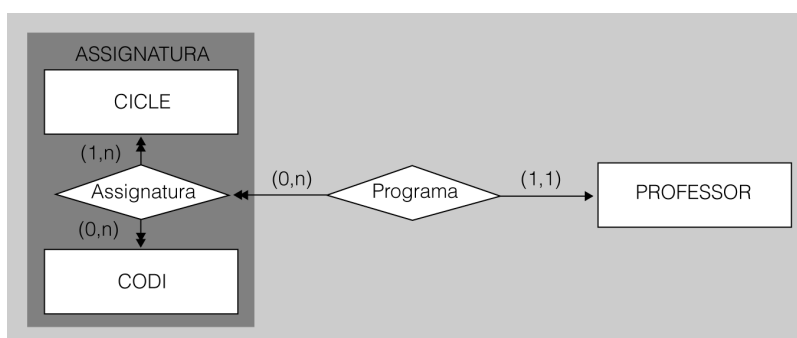 ASSIGNATURA
CICLE
(1,n)
Assignatura
(0,n)
Programa
(1,1)
PROFESSOR
(0,n)
CODI